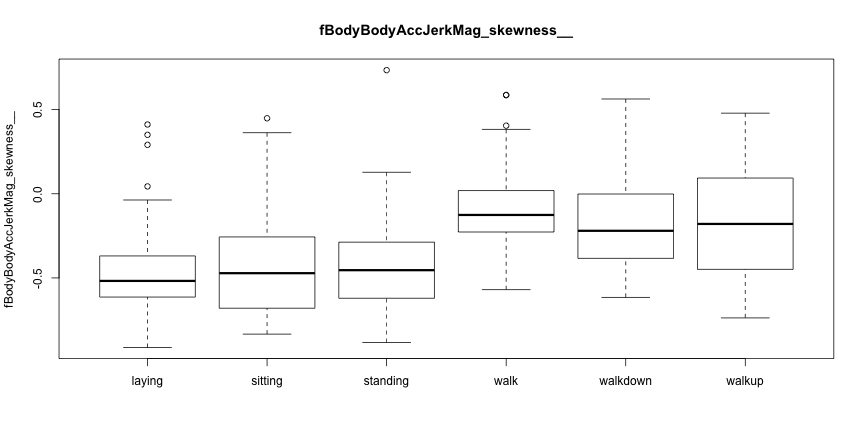 fBodyBodyAccJerkMag_skewness__
fBodyBodyAccJerkMag_skewness__
0.5
0.0
-0.5
laying sitting standing walk walkdown walkup